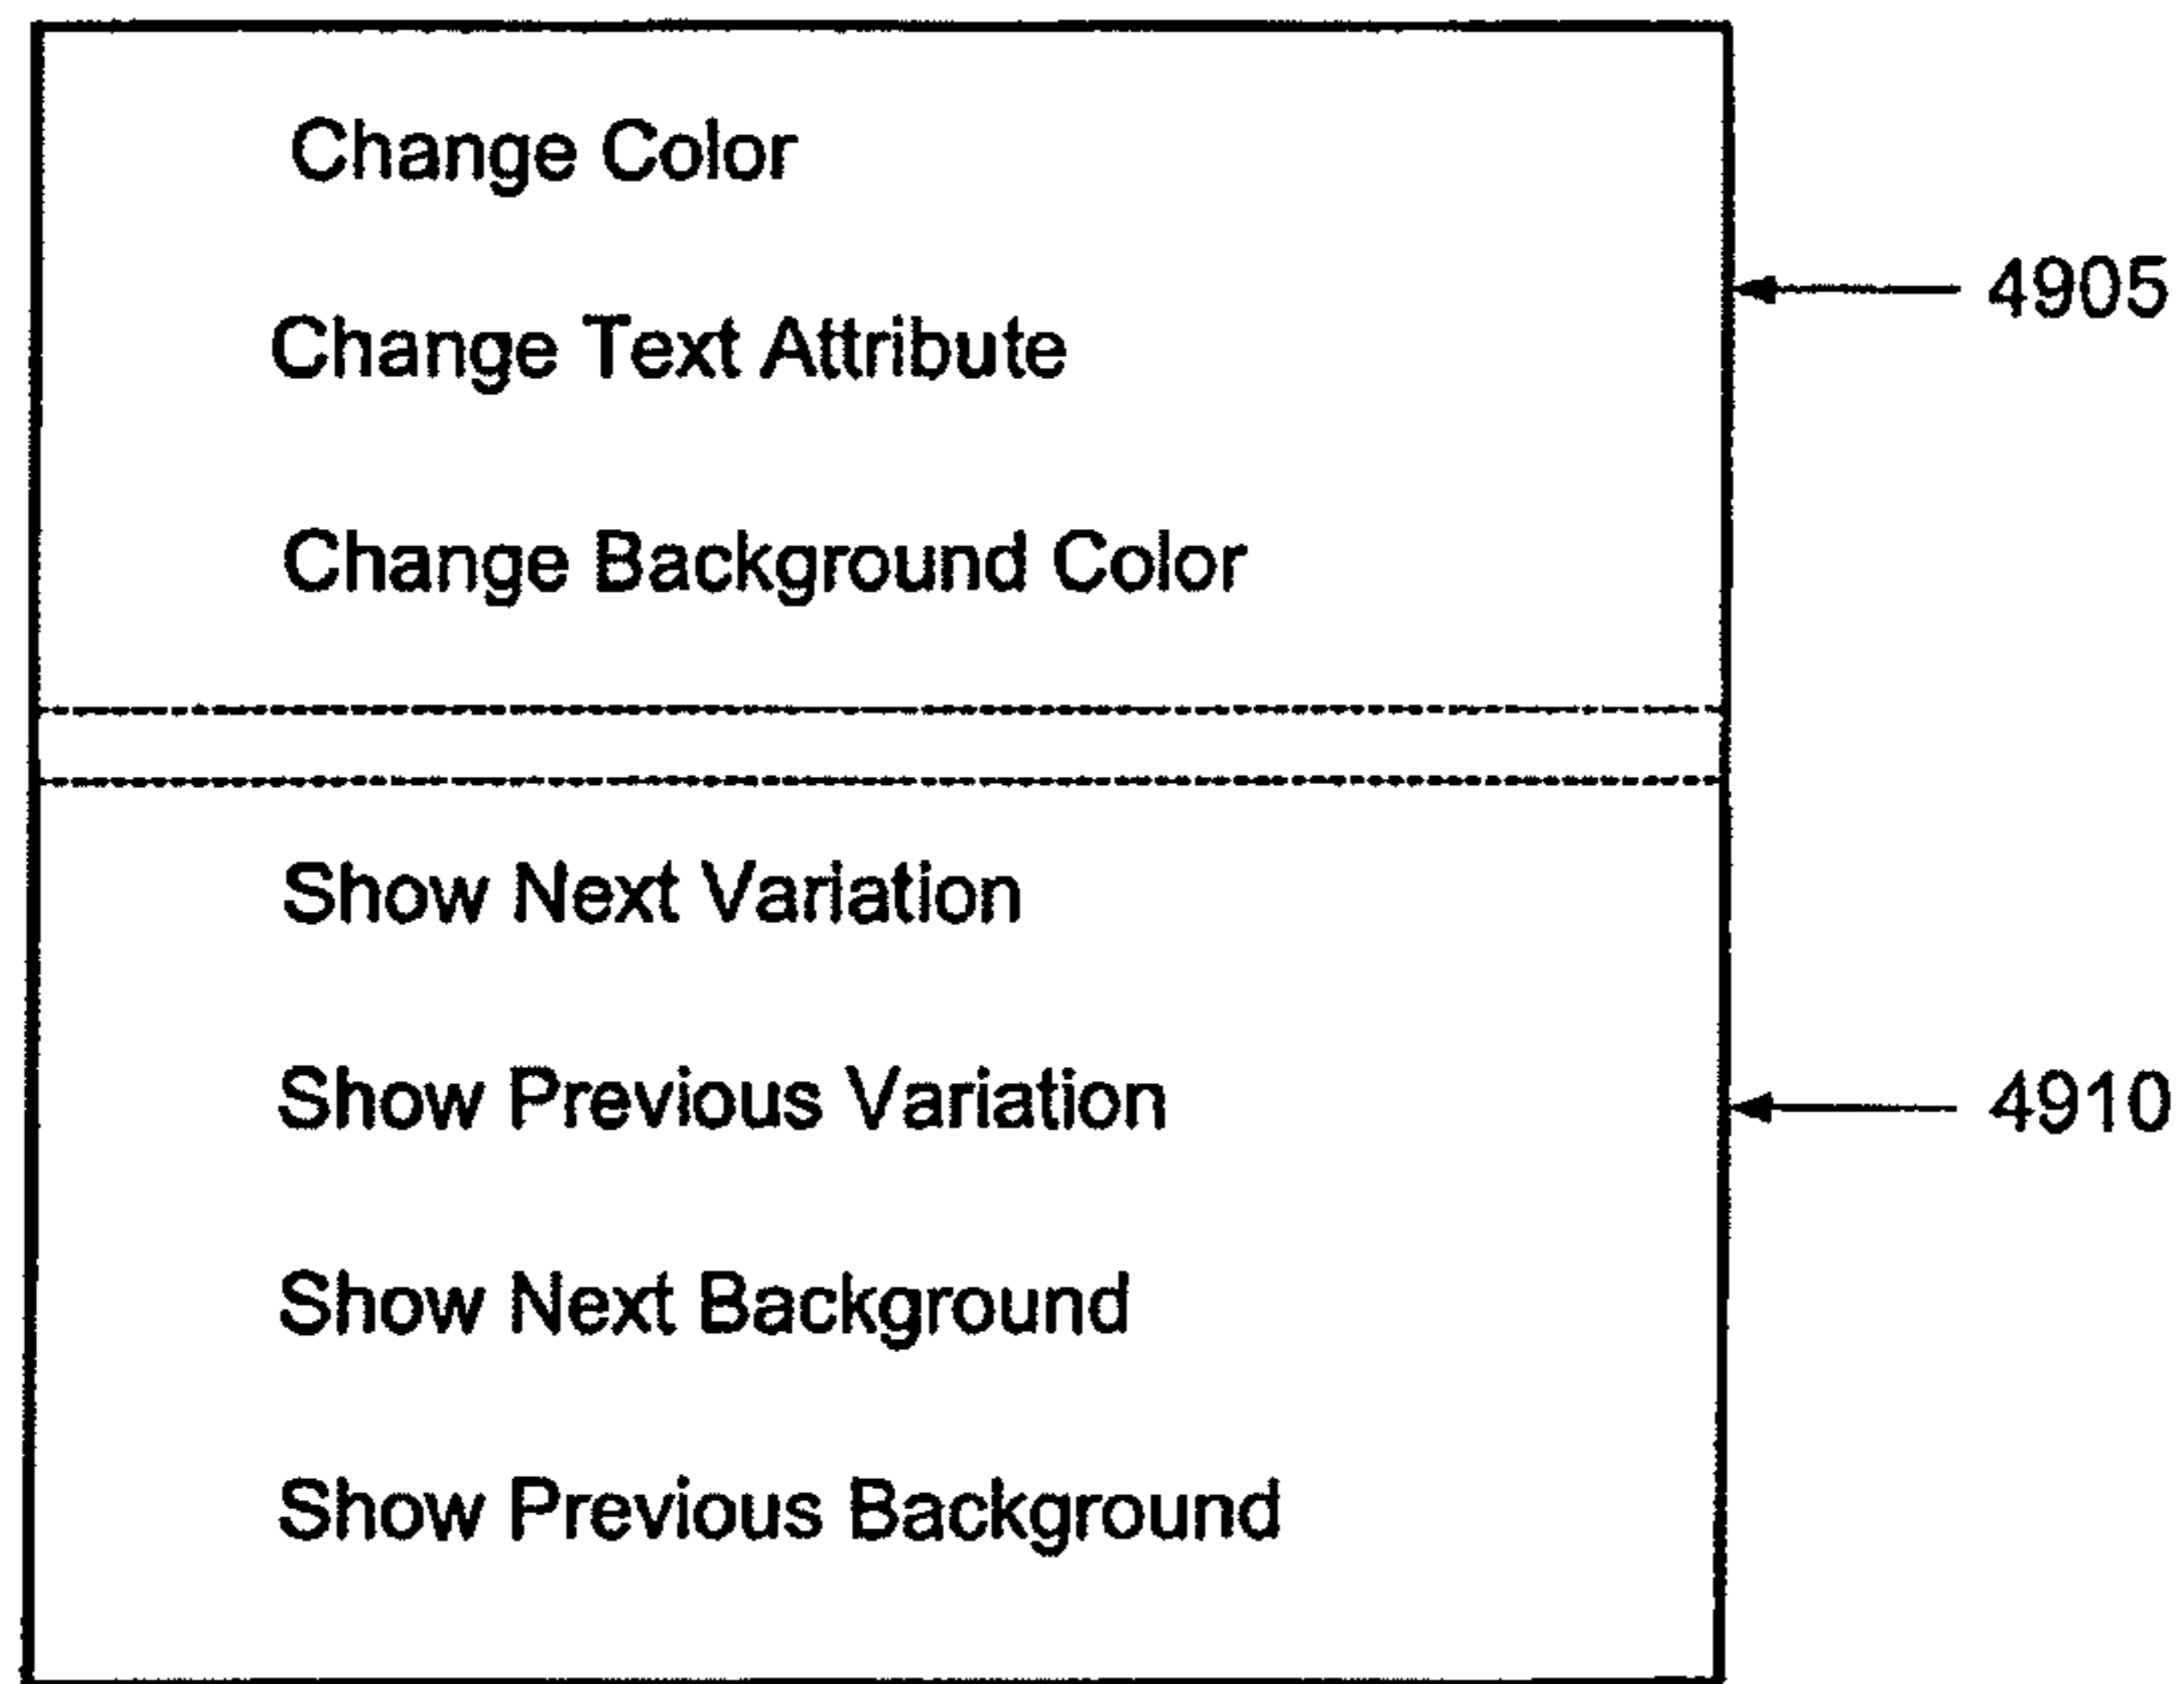 Change Color
4905
Change Text Attribute
Change Background Color
Show Next Variation
Show Previous Variation
4910
Show Next Background
Show Previous Background